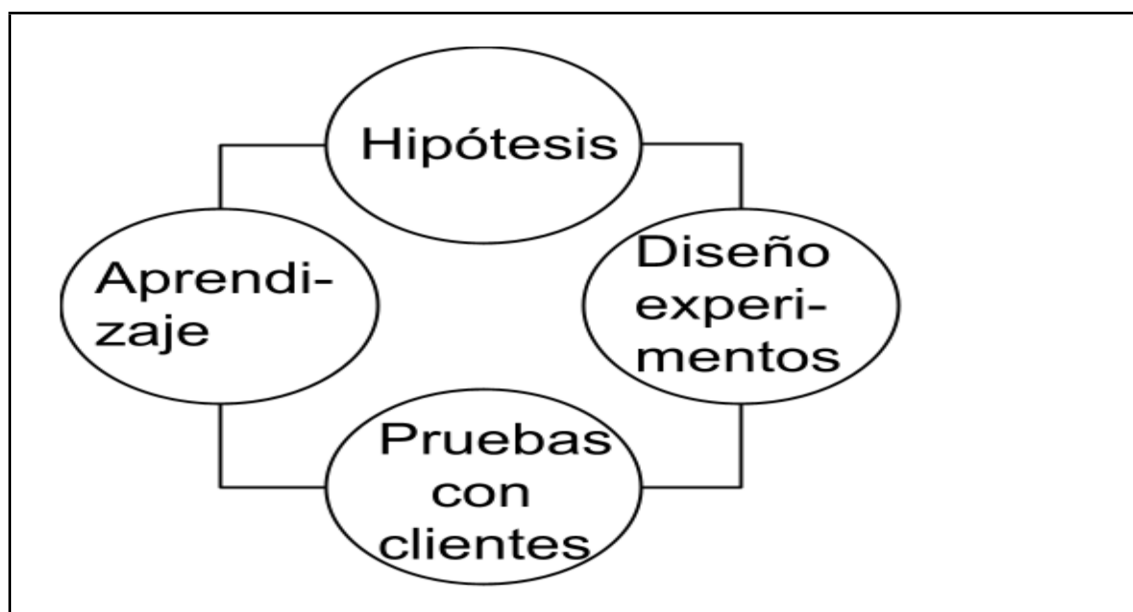 Hipótesis
Aprendi-
zaje
Diseño
experi-
mentos
Pruebas
con
clientes